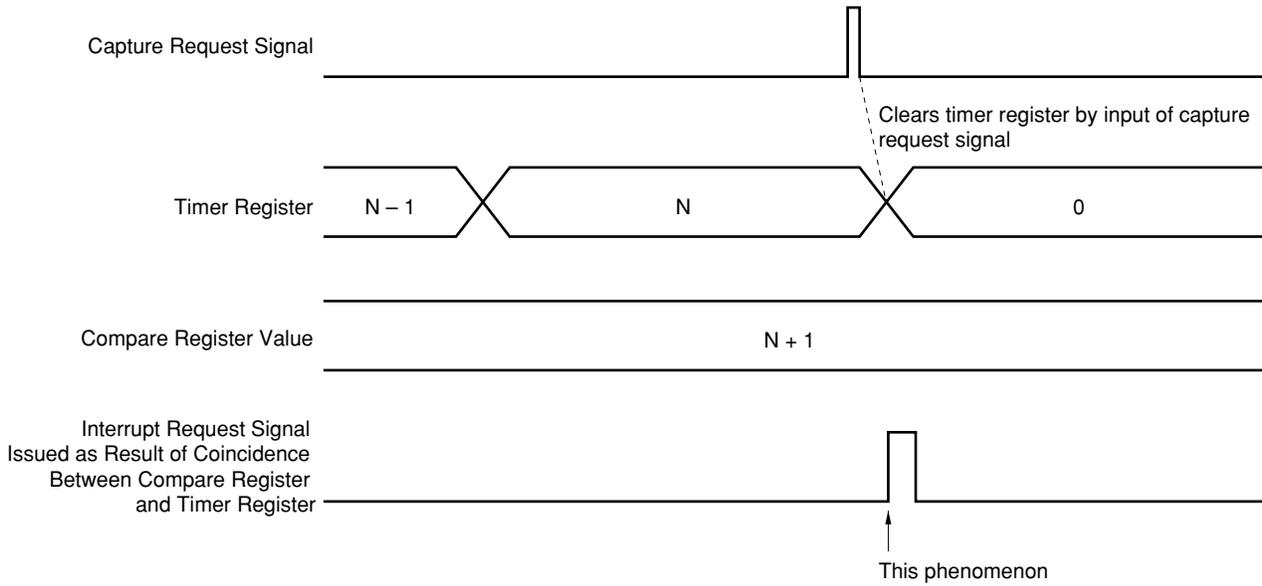 Capture Request Signal
Clears timer register by input of capture
request signal
Timer Register
N – 1
N
0
Compare Register Value
N + 1
Interrupt Request Signal
Issued as Result of Coincidence
Between Compare Register
and Timer Register
This phenomenon